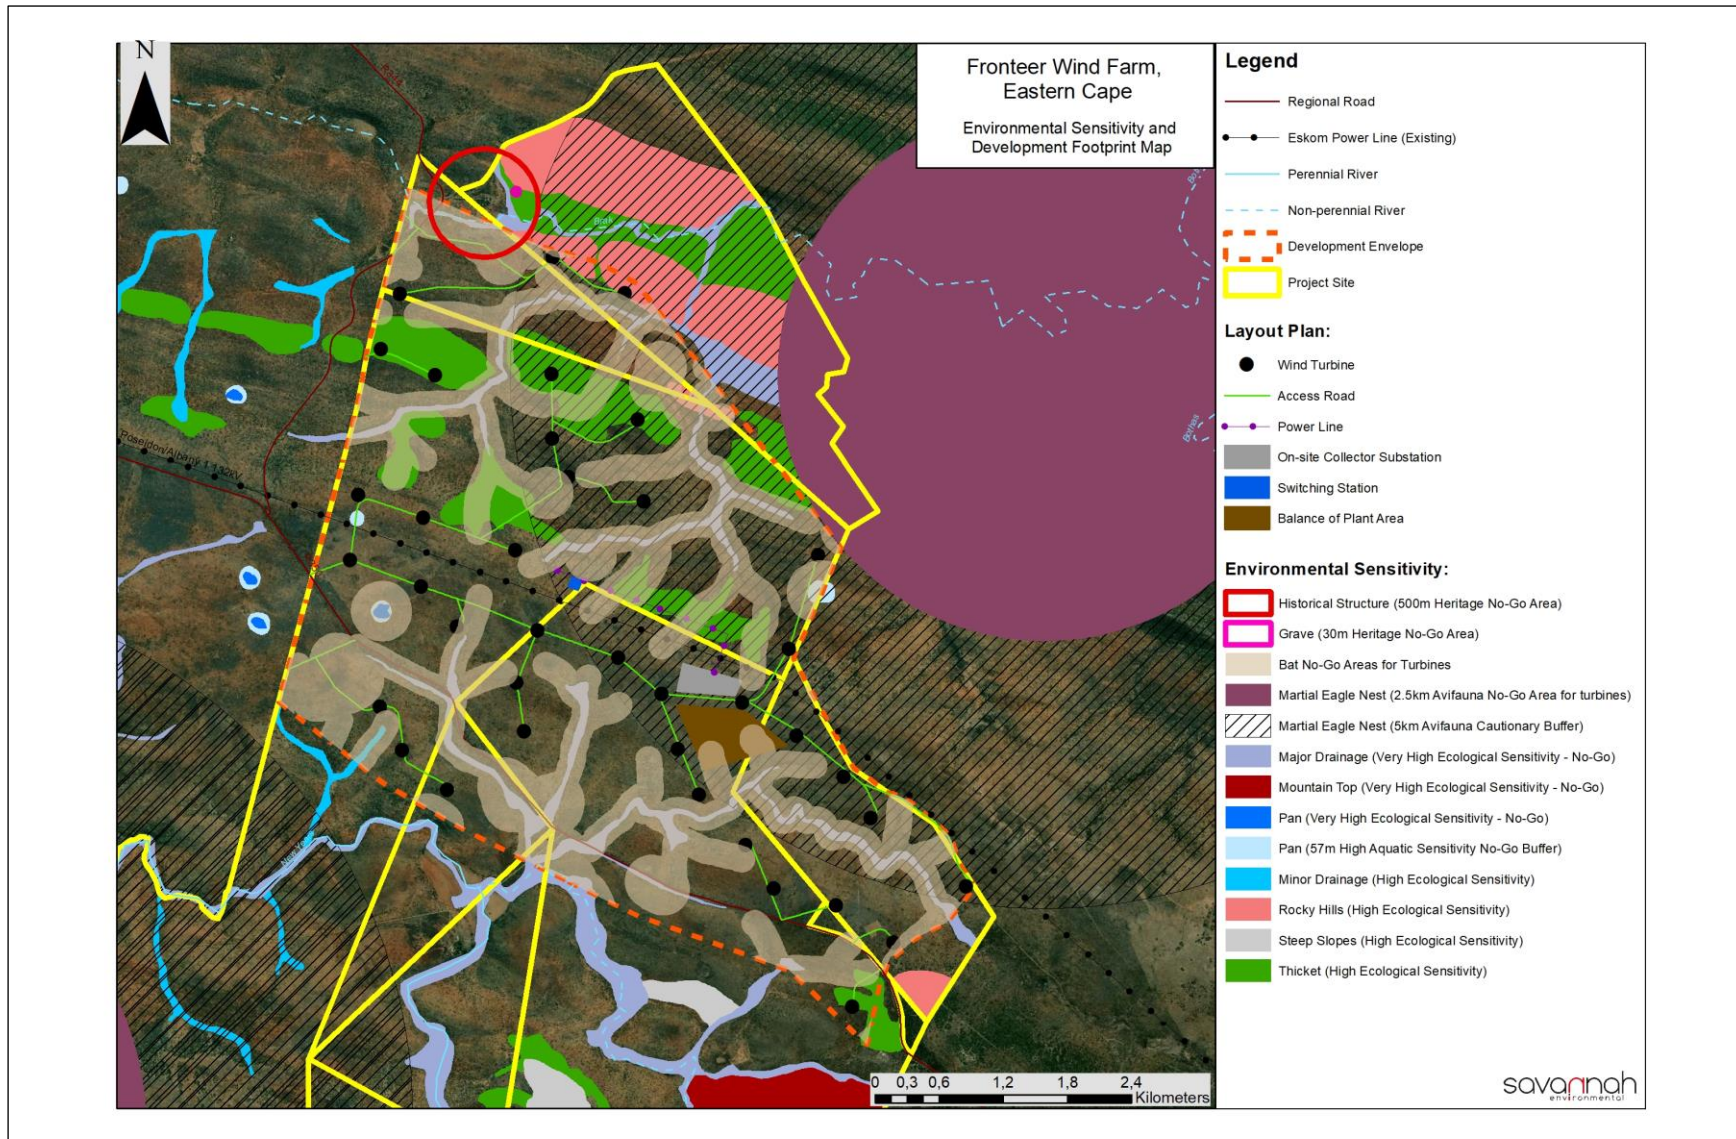 N
Fronteer Wind Farm,
Eastern Cape
Environmental Sensitivity and
Development Footprint Map
Brak
Poseidon/Albany 1 132kV
0 0,3 0,6 1,2 1,8 2,4
Kilometers
Legend
Regional Road
Eskom Power Line (Existing)
Perennial River
Non-perennial River
Development Envelope
Project Site
Layout Plan:
Wind Turbine
Access Road
Power Line
On-site Collector Substation
Switching Station
Balance of Plant Area
Environmental Sensitivity:
Historical Structure (500m Heritage No-Go Area)
Grave (30m Heritage No-Go Area)
Bat No-Go Areas for Turbines
Martial Eagle Nest (2.5km Avifauna No-Go Area for turbines)
Martial Eagle Nest (5km Avifauna Cautionary Buffer)
Major Drainage (Very High Ecological Sensitivity - No-Go)
Mountain Top (Very High Ecological Sensitivity - No-Go)
Pan (Very High Ecological Sensitivity - No-Go)
Pan (57m High Aquatic Sensitivity No-Go Buffer)
Minor Drainage (High Ecological Sensitivity)
Rocky Hills (High Ecological Sensitivity)
Steep Slopes (High Ecological Sensitivity)
Thicket (High Ecological Sensitivity)
savannah
environmental